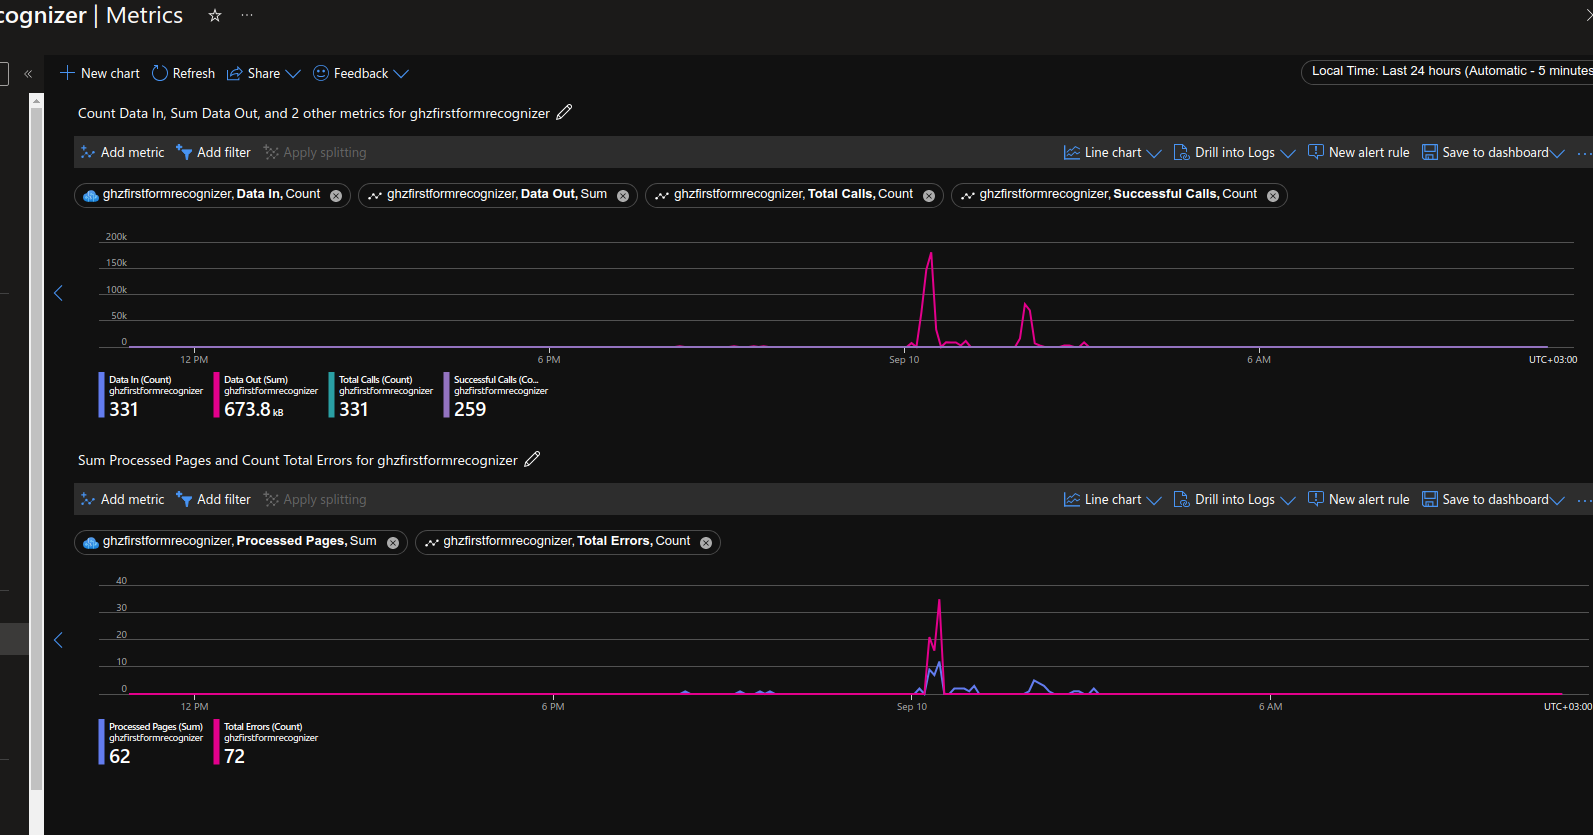 cognizer | Metrics
New chart Refresh Share Feedback
Local Time: Last 24 hours (Automatic - 5 minutes
Count Data In, Sum Data Out, and 2 other metrics for ghzfirstformrecognizer
Add metric Add filter Apply splitting Line chart Drill into Logs New alert rule Save to dashboard
ghzfirstformrecognizer, Data In, Count ghzfirstformrecognizer, Data Out, Sum ghzfirstformrecognizer, Total Calls, Count ghzfirstformrecognizer, Successful Calls, Count
200k
150k
100k
50k
0
12 PM 6 PM Sep 10 6 AM UTC+03:00
Data In (Count) Data Out (Sum) Total Calls (Count) Successful Calls (Co...
ghzfirstformrecognizer ghzfirstformrecognizer ghzfirstformrecognizer ghzfirstformrecognizer
331 673.8 kB 331 259
Sum Processed Pages and Count Total Errors for ghzfirstformrecognizer
Add metric Add filter Apply splitting Line chart Drill into Logs New alert rule Save to dashboard
ghzfirstformrecognizer, Processed Pages, Sum ghzfirstformrecognizer, Total Errors, Count
40
30
20
10
0
12 PM 6 PM Sep 10 6 AM UTC+03:00
Processed Pages (Sum) Total Errors (Count)
ghzfirstformrecognizer ghzfirstformrecognizer
62 72